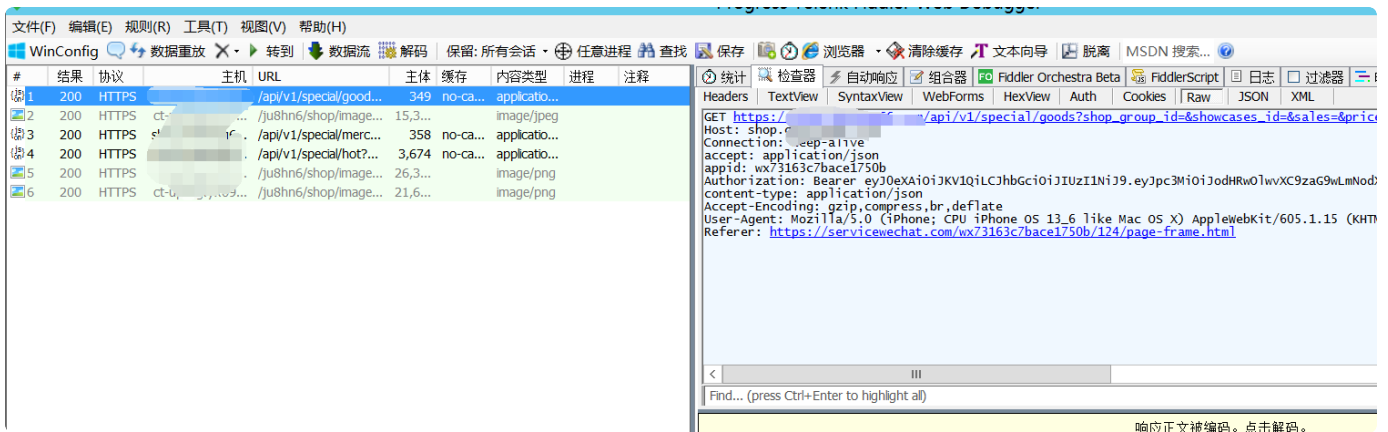 Progress Telerik Fiddler Web Debugger
文件(F) 编辑(E) 规则(R) 工具(T) 视图(V) 帮助(H)
WinConfig 数据重放 转到 数据流 解码 保留: 所有会话 任意进程 查找 保存 浏览器 清除缓存 文本向导 脱离 MSDN 搜索...
# 结果 协议 主机 URL 主体 缓存 内容类型 进程 注释
1 200 HTTPS /api/v1/special/good... 349 no-ca... applicatio...
2 200 HTTPS ct- ... /ju8hn6/shop/image... 15,3... image/jpeg
3 200 HTTPS /api/v1/special/merc... 358 no-ca... applicatio...
4 200 HTTPS ... /api/v1/special/hot?... 3,674 no-ca... applicatio...
5 200 HTTPS ... /ju8hn6/shop/image... 26,3... image/png
6 200 HTTPS ... /ju8hn6/shop/image... 21,6... image/png
统计 检查器 自动响应 组合器 FO Fiddler Orchestra Beta FiddlerScript 日志 过滤器
Headers TextView SyntaxView WebForms HexView Auth Cookies Raw JSON XML
GET https:/ /api/v1/special/goods?shop_group_id=&showcases_id=&sales=&price
Host: shop.
Connection: keep-alive
accept: application/json
appid: wx73163c7bace1750b
Authorization: Bearer eyJ0eXAiOiJKV1QiLCJhbGciOiJIUzI1NiJ9.eyJpc3MiOiJodHRwOlwvXC9zaG9wLmNodX
content-type: application/json
Accept-Encoding: gzip,compress,br,deflate
User-Agent: Mozilla/5.0 (iPhone; CPU iPhone OS 13_6 like Mac OS X) AppleWebKit/605.1.15 (KHTM
Referer: https://servicewechat.com/wx73163c7bace1750b/124/page-frame.html
Find... (press Ctrl+Enter to highlight all)
响应正文被编码。点击解码。